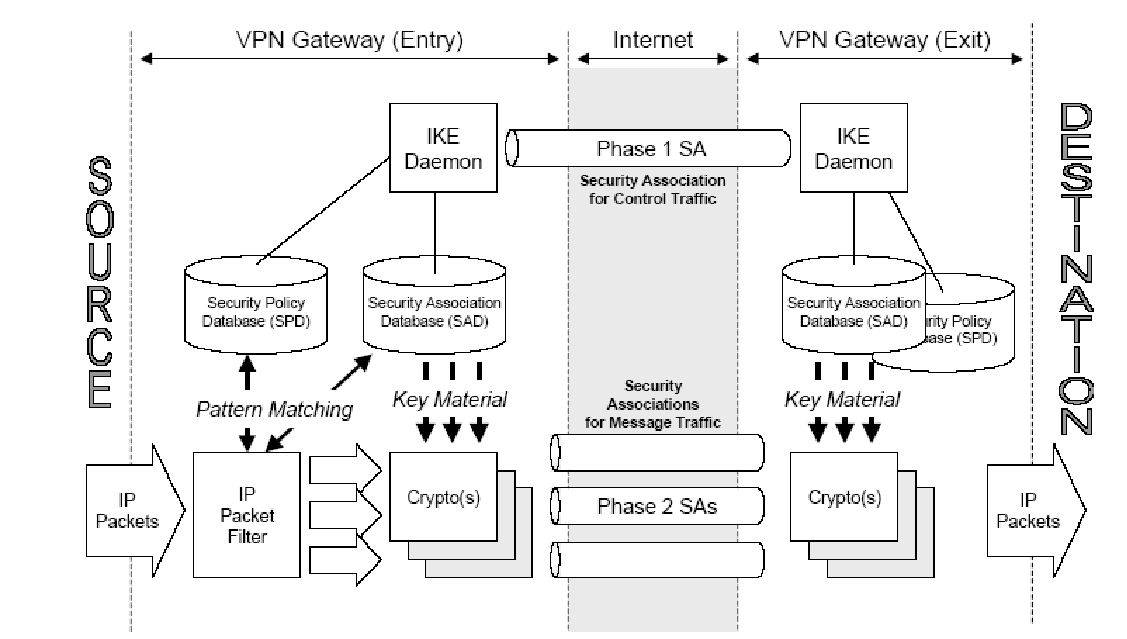 VPN Gateway (Entry)
Internet
VPN Gateway (Exit)
SOURCE
DESTINATION
IKE
Daemon
Phase 1 SA
IKE
Daemon
Security Association
for Control Traffic
Security Policy
Database (SPD)
Security Association
Database (SAD)
Security Association
Database (SAD)
urity Policy
base (SPD)
Pattern Matching
Key Material
Security
Associations
for Message Traffic
Key Material
IP
Packets
IP
Packet
Filter
Crypto(s)
Phase 2 SAs
Crypto(s)
IP
Packets